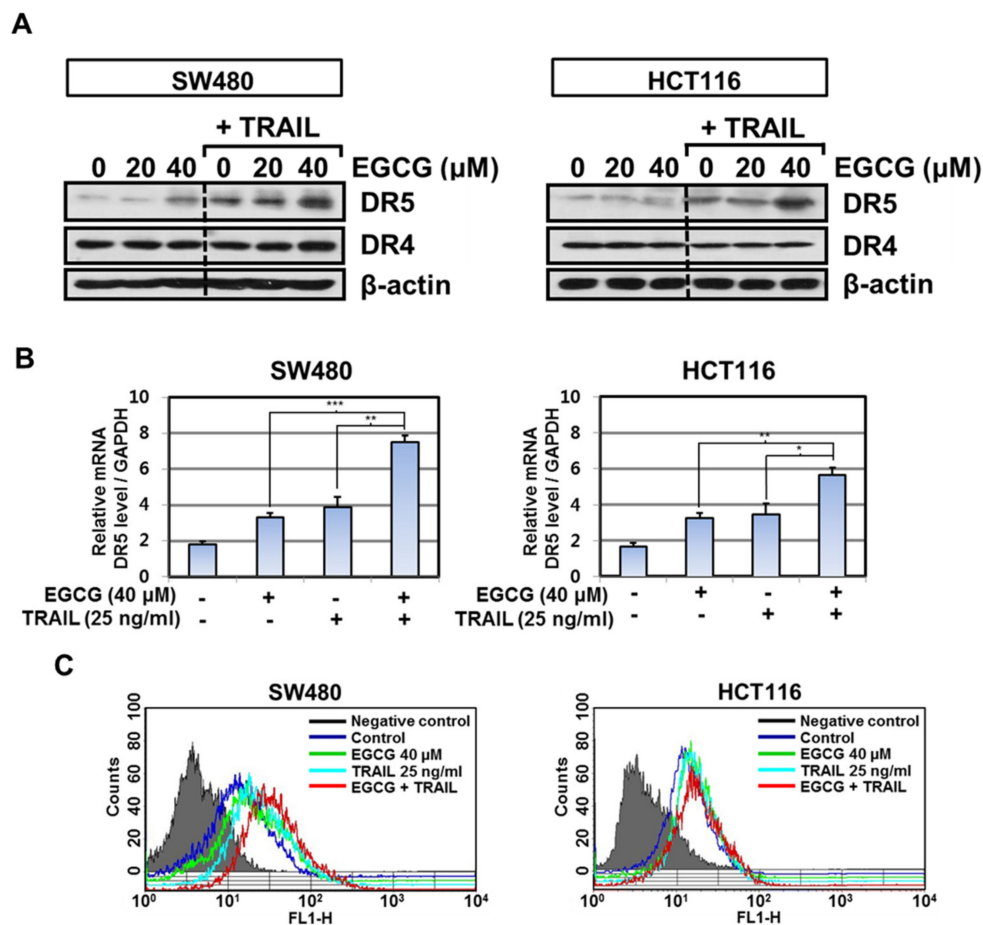 A
SW480
+ TRAIL
0 20 40 0 20 40 EGCG (µM)
DR5
DR4
β-actin
HCT116
+ TRAIL
0 20 40 0 20 40 EGCG (µM)
DR5
DR4
β-actin
B
SW480
Relative mRNA
DR5 level / GAPDH
10
8
6
4
2
0
***
**
EGCG (40 µM) - + - +
TRAIL (25 ng/ml) - - + +
HCT116
Relative mRNA
DR5 level / GAPDH
10
8
6
4
2
0
**
*
EGCG (40 µM) - + - +
TRAIL (25 ng/ml) - - + +
C
SW480
Counts
100
80
60
40
20
0
Negative control
Control
EGCG 40 µM
TRAIL 25 ng/ml
EGCG + TRAIL
10⁰ 10¹ 10² 10³ 10⁴
FL1-H
HCT116
Counts
100
80
60
40
20
0
Negative control
Control
EGCG 40 µM
TRAIL 25 ng/ml
EGCG + TRAIL
10⁰ 10¹ 10² 10³ 10⁴
FL1-H